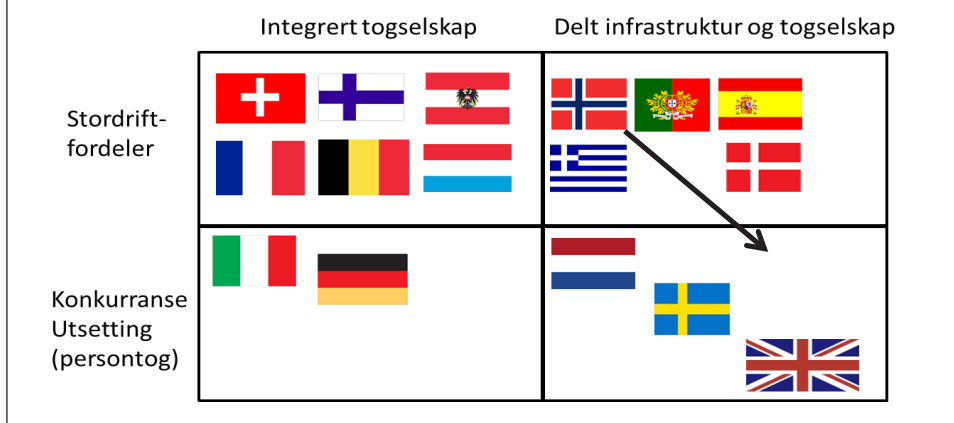 Integrert togselskap
Delt infrastruktur og togselskap
Stordrift-
fordeler
Konkurranse
Utsetting
(persontog)